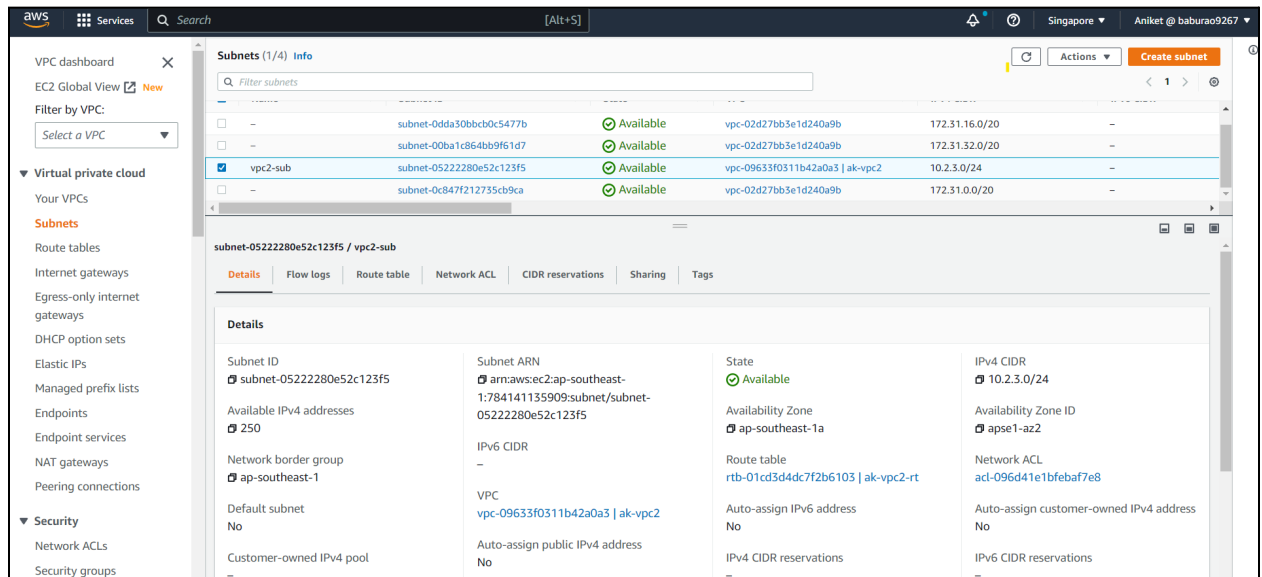 aws Services Search [Alt+S] Singapore ▼ Aniket @ baburao9267 ▼
VPC dashboard
EC2 Global View New
Filter by VPC:
Select a VPC
Virtual private cloud
Your VPCs
Subnets
Route tables
Internet gateways
Egress-only internet
gateways
DHCP option sets
Elastic IPs
Managed prefix lists
Endpoints
Endpoint services
NAT gateways
Peering connections
Security
Network ACLs
Security groups
Subnets (1/4) Info
Actions ▼ Create subnet
Filter subnets
< 1 >
– subnet-0dda30bbcb0c5477b Available vpc-02d27bb3e1d240a9b 172.31.16.0/20 –
– subnet-00ba1c864bb9f61d7 Available vpc-02d27bb3e1d240a9b 172.31.32.0/20 –
vpc2-sub subnet-05222280e52c123f5 Available vpc-09633f0311b42a0a3 | ak-vpc2 10.2.3.0/24 –
– subnet-0c847f212735cb9ca Available vpc-02d27bb3e1d240a9b 172.31.0.0/20 –
subnet-05222280e52c123f5 / vpc2-sub
Details Flow logs Route table Network ACL CIDR reservations Sharing Tags
Details
Subnet ID
subnet-05222280e52c123f5
Available IPv4 addresses
250
Network border group
ap-southeast-1
Default subnet
No
Customer-owned IPv4 pool
–
Subnet ARN
arn:aws:ec2:ap-southeast-
1:784141135909:subnet/subnet-
05222280e52c123f5
IPv6 CIDR
–
VPC
vpc-09633f0311b42a0a3 | ak-vpc2
Auto-assign public IPv4 address
No
State
Available
Availability Zone
ap-southeast-1a
Route table
rtb-01cd3d4dc7f2b6103 | ak-vpc2-rt
Auto-assign IPv6 address
No
IPv4 CIDR reservations
–
IPv4 CIDR
10.2.3.0/24
Availability Zone ID
apse1-az2
Network ACL
acl-096d41e1bfebaf7e8
Auto-assign customer-owned IPv4 address
No
IPv6 CIDR reservations
–